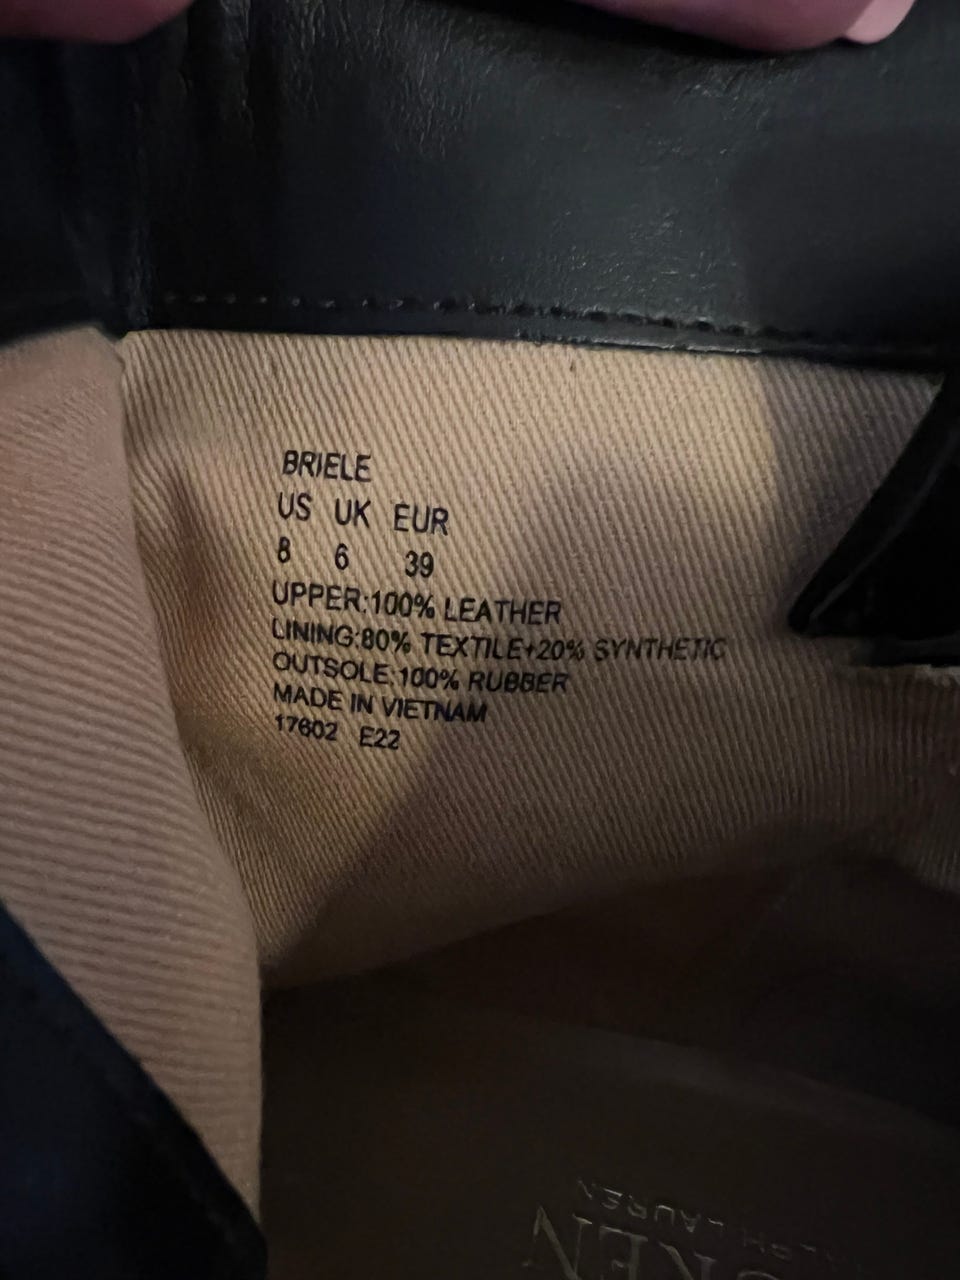 BRIELE
US UK EUR
8 6 39
UPPER:100% LEATHER
LINING:80% TEXTILE+20% SYNTHETIC
OUTSOLE:100% RUBBER
MADE IN VIETNAM
17602 E22
LAUREN